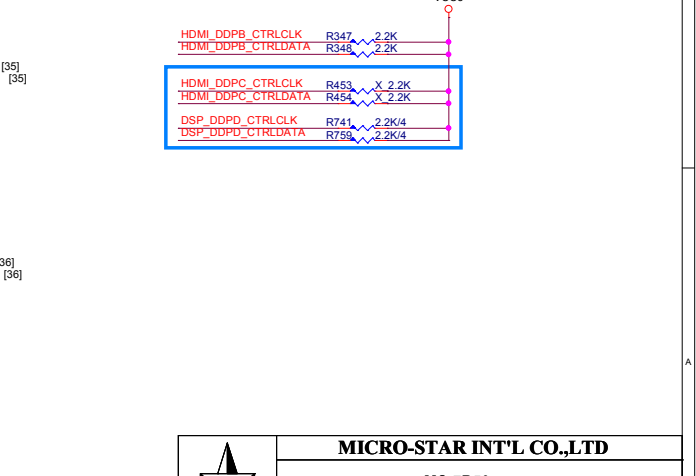 HDMI_DDPB_CTRLCLK R347 2.2K
HDMI_DDPB_CTRLDATA R348 2.2K
[35]
[35]
HDMI_DDPC_CTRLCLK R453 X_2.2K
HDMI_DDPC_CTRLDATA R454 X_2.2K
DSP_DDPD_CTRLCLK R741 2.2K/4
DSP_DDPD_CTRLDATA R759 2.2K/4
36]
[36]
A
MICRO-STAR INT'L CO.,LTD